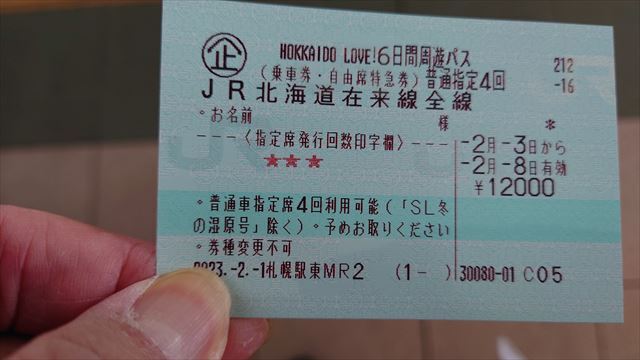 企 HOKKAIDO LOVE!6日間周遊パス 212
(乗車券・自由席特急券)普通指定4回 -16
JR北海道在来線全線
・お名前 様 *
---〈指定席発行回数印字欄〉---
★★★
-2月-3日から
-2月-8日有効
¥12000
・普通車指定席4回利用可能(「SL冬
の湿原号」除く)・予めお取りください
・券種変更不可
2023.-2.-1札幌駅東MR2 (1- ) 30080-01 C05